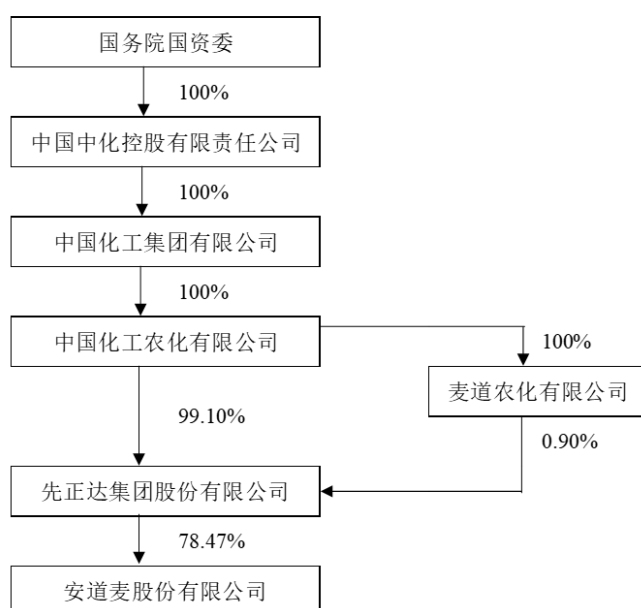 国务院国资委
100%
中国中化控股有限责任公司
100%
中国化工集团有限公司
100%
中国化工农化有限公司
100%
麦道农化有限公司
99.10%
0.90%
先正达集团股份有限公司
78.47%
安道麦股份有限公司